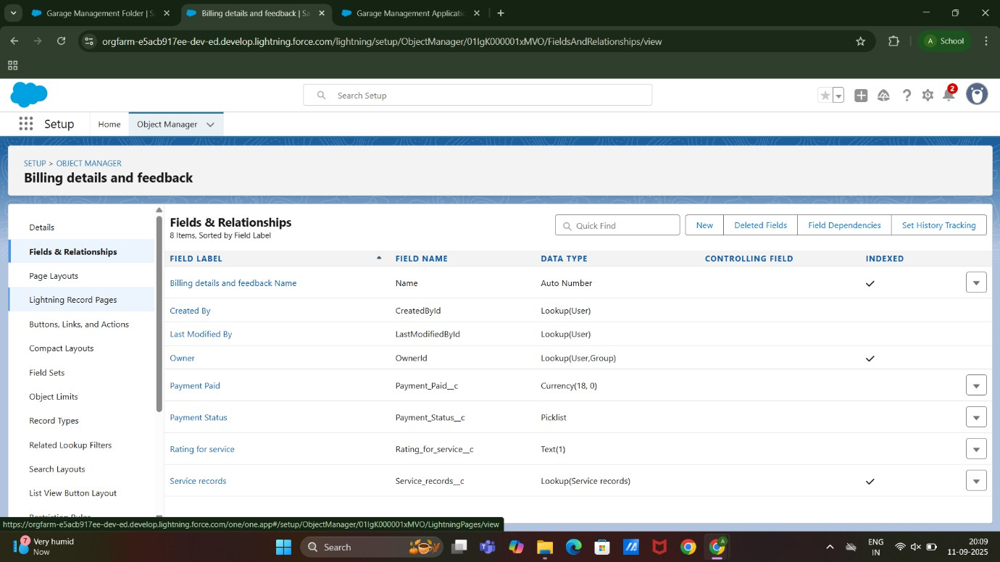 Garage Management Folder | S
Billing details and feedback | Sa
Garage Management Applicatio
orgfarm-e5acb917ee-dev-ed.develop.lightning.force.com/lightning/setup/ObjectManager/01IgK000001xMVO/FieldsAndRelationships/view
A School
Search Setup
2
Setup
Home
Object Manager
SETUP > OBJECT MANAGER
Billing details and feedback
Details
Fields & Relationships
Page Layouts
Lightning Record Pages
Buttons, Links, and Actions
Compact Layouts
Field Sets
Object Limits
Record Types
Related Lookup Filters
Search Layouts
List View Button Layout
Restriction Rules
Fields & Relationships
8 Items, Sorted by Field Label
Quick Find
New
Deleted Fields
Field Dependencies
Set History Tracking
FIELD LABEL FIELD NAME DATA TYPE CONTROLLING FIELD INDEXED
Billing details and feedback Name Name Auto Number
Created By CreatedById Lookup(User)
Last Modified By LastModifiedById Lookup(User)
Owner OwnerId Lookup(User,Group)
Payment Paid Payment_Paid__c Currency(18, 0)
Payment Status Payment_Status__c Picklist
Rating for service Rating_for_service__c Text(1)
Service records Service_records__c Lookup(Service records)
https://orgfarm-e5acb917ee-dev-ed.develop.lightning.force.com/one/one.app#/setup/ObjectManager/01IgK000001xMVO/LightningPages/view
7
Very humid
Now
Search
ENG
IN
20:09
11-09-2025